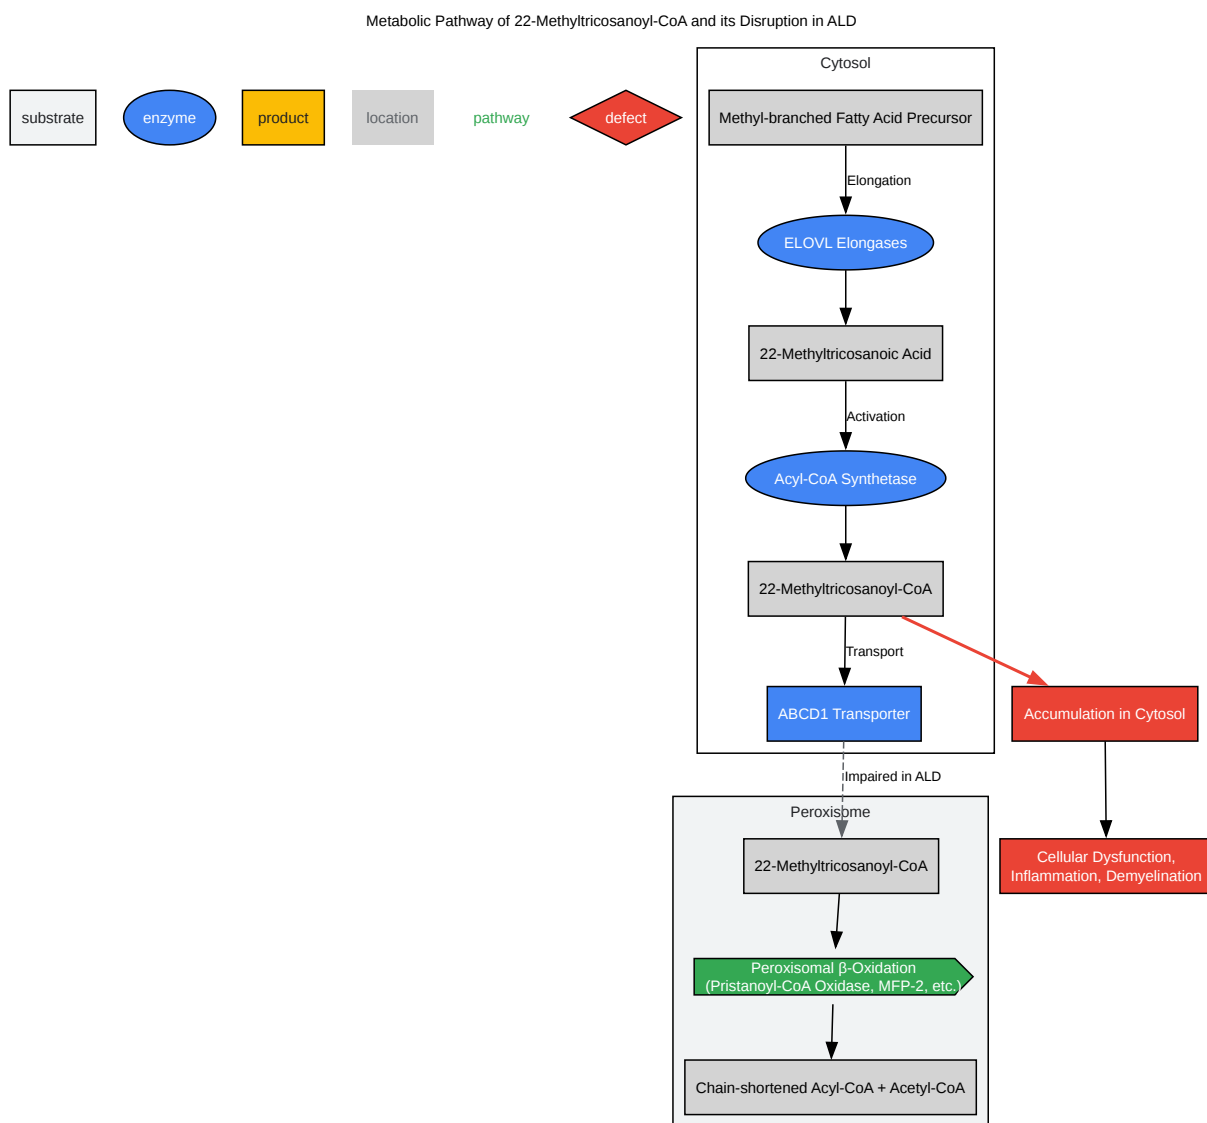 Metabolic Pathway of 22-Methyltricosanoyl-CoA and its Disruption in ALD
substrate
enzyme
product
location
pathway
defect
Cytosol
Methyl-branched Fatty Acid Precursor
Elongation
ELOVL Elongases
22-Methyltricosanoic Acid
Activation
Acyl-CoA Synthetase
22-Methyltricosanoyl-CoA
Transport
ABCD1 Transporter
Accumulation in Cytosol
Impaired in ALD
Peroxisome
22-Methyltricosanoyl-CoA
Cellular Dysfunction,
Inflammation, Demyelination
Peroxisomal β-Oxidation
(Pristanoyl-CoA Oxidase, MFP-2, etc.)
Chain-shortened Acyl-CoA + Acetyl-CoA